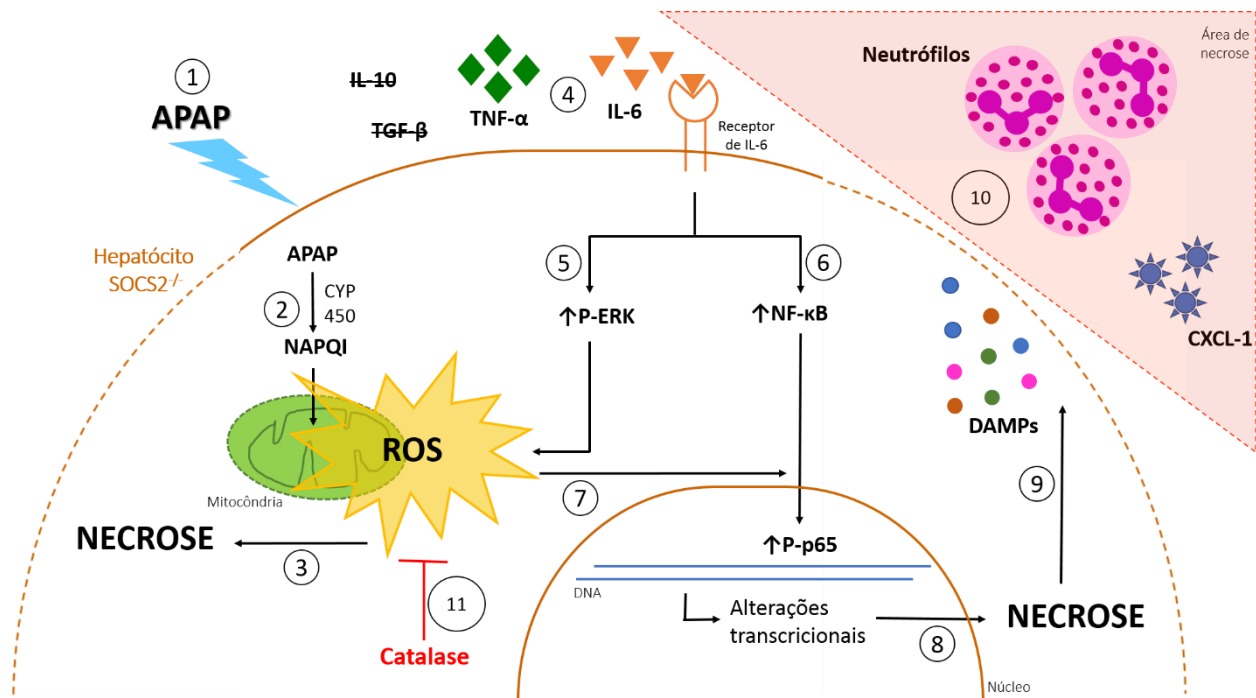 1
APAP
IL-10
TGF-β
TNF-α
4
IL-6
Receptor
de IL-6
Neutrófilos
Área de
necrose
10
CXCL-1
Hepatócito
SOCS2-/-
APAP
2
CYP
450
NAPQI
5
↑P-ERK
6
↑NF-κB
DAMPs
ROS
Mitocôndria
7
9
NECROSE
3
↑P-p65
DNA
11
Catalase
Alterações
transcricionais
8
NECROSE
Núcleo